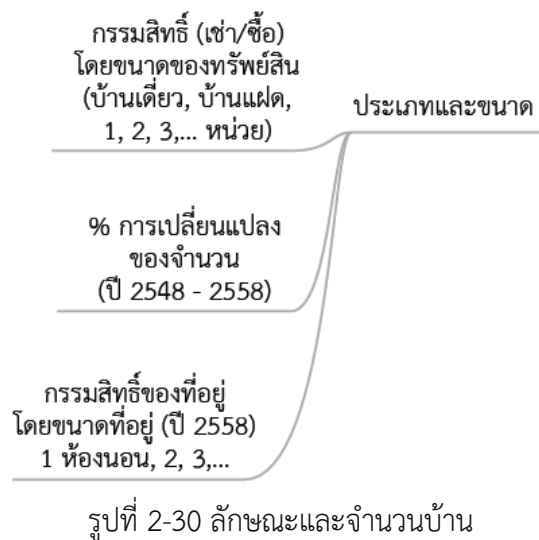 กรรมสิทธิ์ (เช่า/ซื้อ)
โดยขนาดของทรัพย์สิน
(บ้านเดี่ยว, บ้านแฝด,
1, 2, 3,... หน่วย)
ประเภทและขนาด
% การเปลี่ยนแปลง
ของจำนวน
(ปี 2548 - 2558)
กรรมสิทธิ์ของที่อยู่
โดยขนาดที่อยู่ (ปี 2558)
1 ห้องนอน, 2, 3,...
รูปที่ 2-30 ลักษณะและจำนวนบ้าน